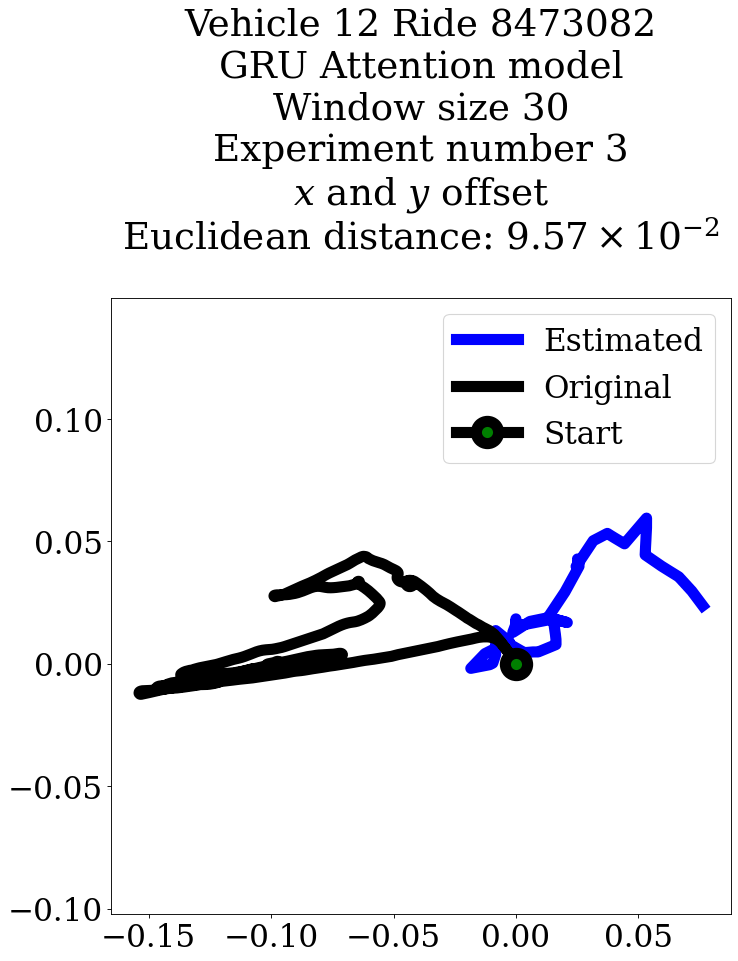 Vehicle 12 Ride 8473082
GRU Attention model
Window size 30
Experiment number 3
x and y offset
Euclidean distance: 9.57 × 10⁻²
Estimated
Original
Start
0.10
0.05
0.00
−0.05
−0.10
−0.15 −0.10 −0.05 0.00 0.05